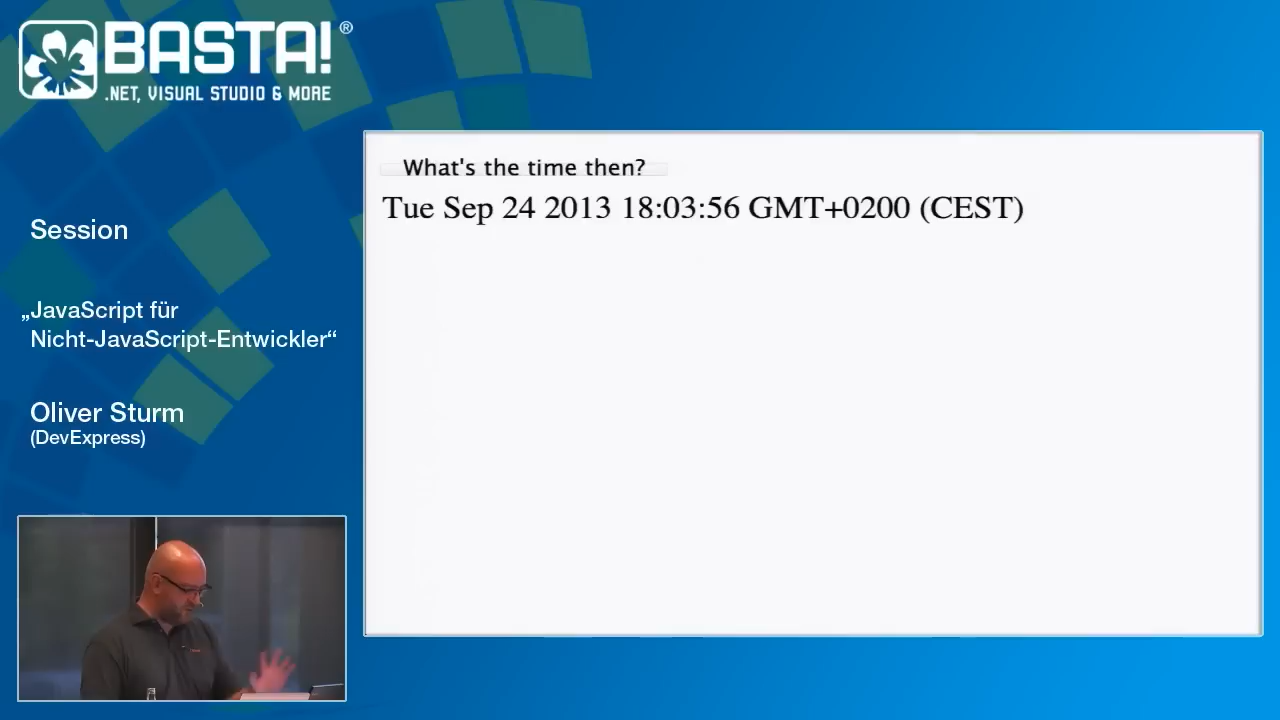 BASTA!®
.NET, VISUAL STUDIO & MORE
Session
„JavaScript für
Nicht-JavaScript-Entwickler“
Oliver Sturm
(DevExpress)
What's the time then?
Tue Sep 24 2013 18:03:56 GMT+0200 (CEST)